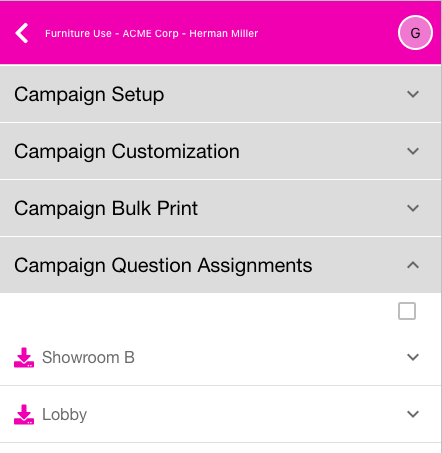 Furniture Use - ACME Corp - Herman Miller
G
Campaign Setup
Campaign Customization
Campaign Bulk Print
Campaign Question Assignments
Showroom B
Lobby